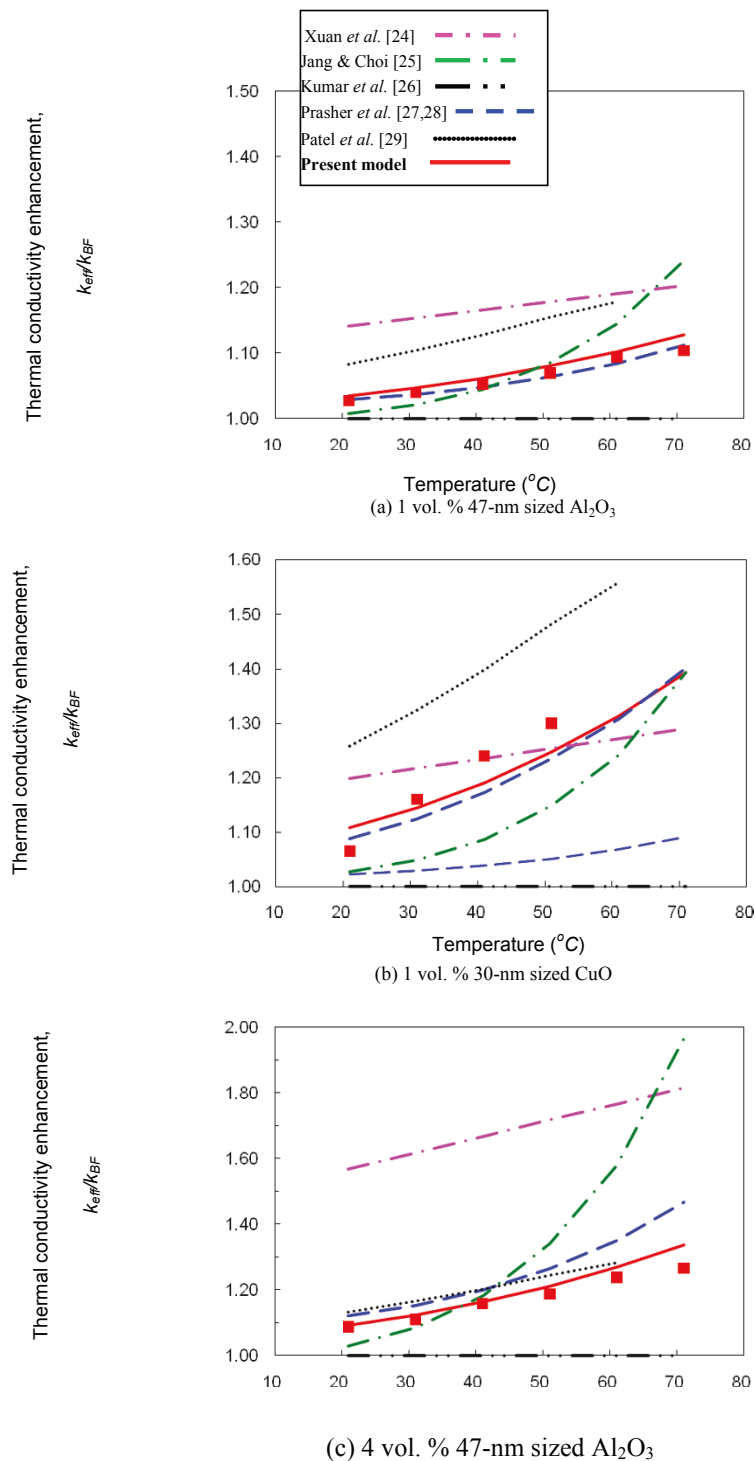 Xuan et al. [24]
Jang & Choi [25]
Kumar et al. [26]
Prasher et al. [27,28]
Patel et al. [29]
Present model
Thermal conductivity enhancement,
keff/kBF
1.50
1.40
1.30
1.20
1.10
1.00
10 20 30 40 50 60 70 80
Temperature (°C)
(a) 1 vol. % 47-nm sized Al₂O₃
Thermal conductivity enhancement,
keff/kBF
1.60
1.50
1.40
1.30
1.20
1.10
1.00
10 20 30 40 50 60 70 80
Temperature (°C)
(b) 1 vol. % 30-nm sized CuO
Thermal conductivity enhancement,
keff/kBF
2.00
1.80
1.60
1.40
1.20
1.00
10 20 30 40 50 60 70 80
(c) 4 vol. % 47-nm sized Al₂O₃